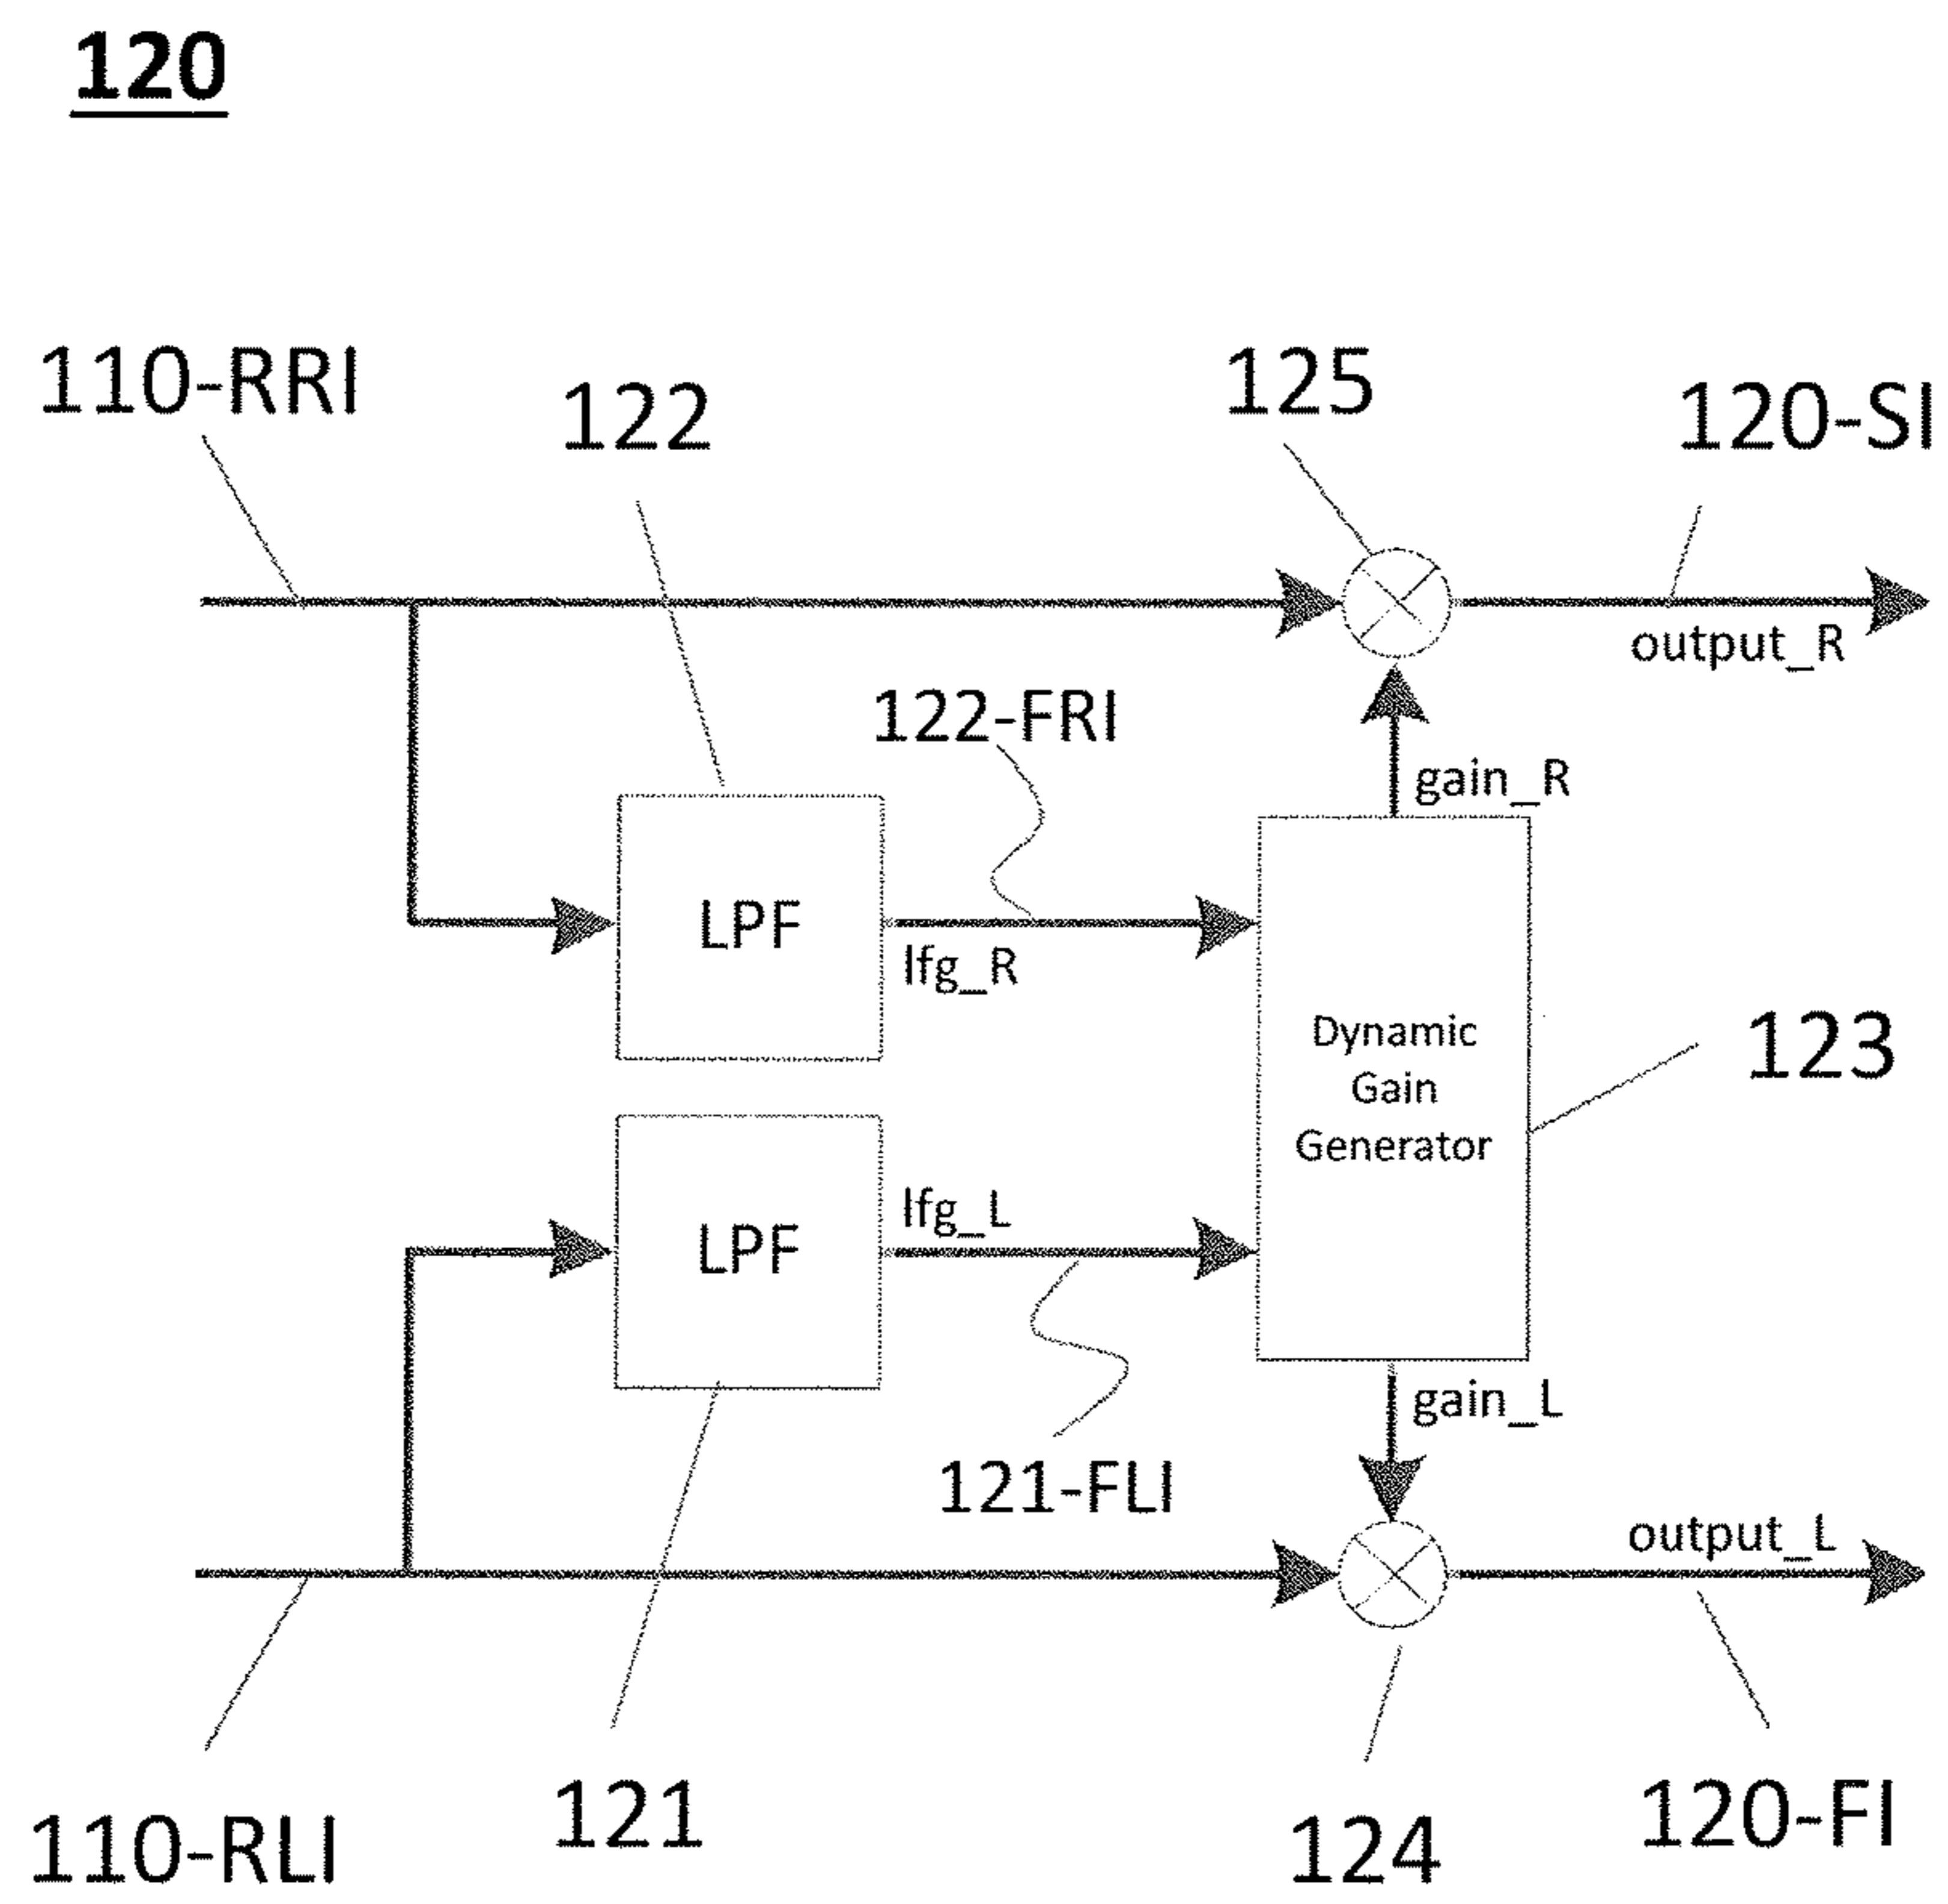 120
110-RRI
122
125
120-SI
output_R
122-FRI
gain_R
LPF
lfg_R
Dynamic
Gain
Generator
123
LPF
lfg_L
gain_L
121-FLI
output_L
110-RLI
121
124
120-FI